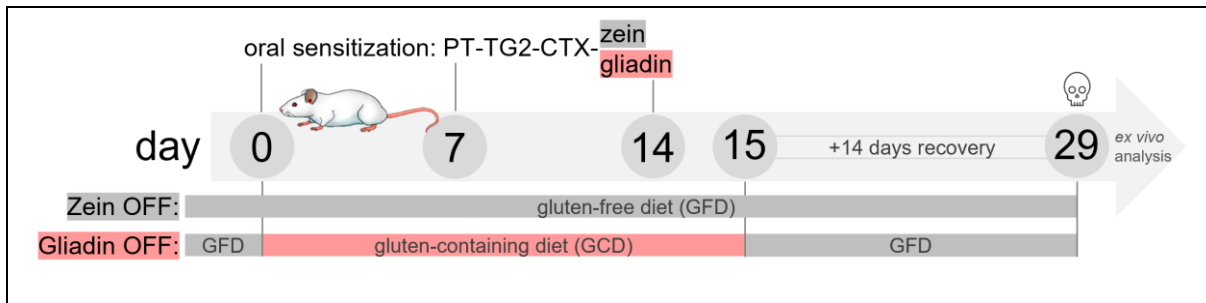 oral sensitization: PT-TG2-CTX-zein
gliadin
day 0 7 14 15 +14 days recovery 29 ex vivo
analysis
Zein OFF: gluten-free diet (GFD)
Gliadin OFF: GFD gluten-containing diet (GCD) GFD